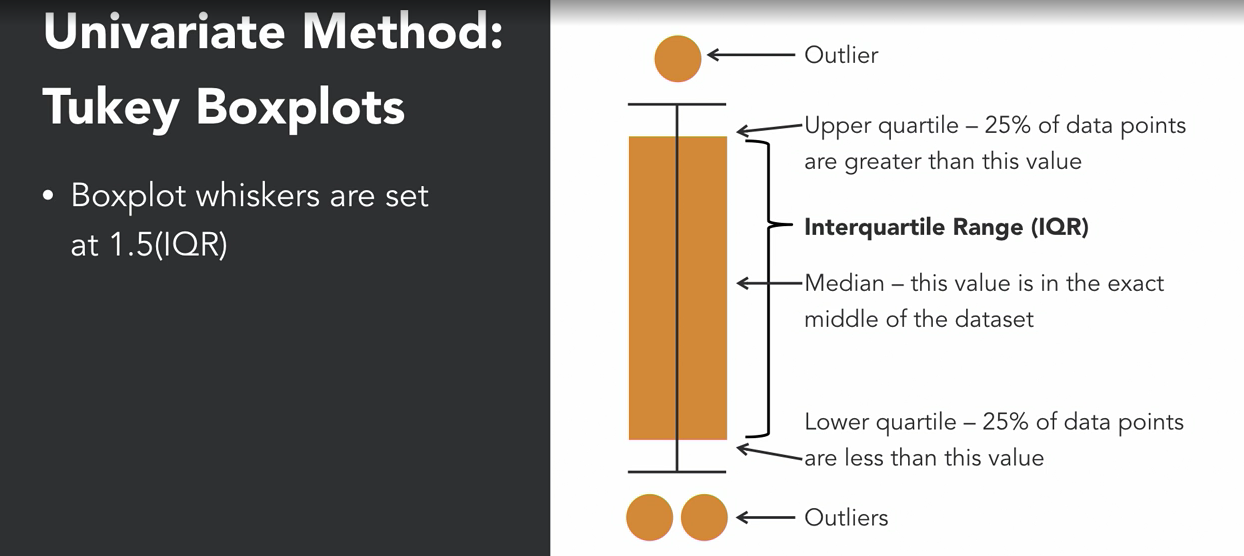 Univariate Method:
Tukey Boxplots
• Boxplot whiskers are set
at 1.5(IQR)
Outlier
Upper quartile – 25% of data points
are greater than this value
Interquartile Range (IQR)
Median – this value is in the exact
middle of the dataset
Lower quartile – 25% of data points
are less than this value
Outliers